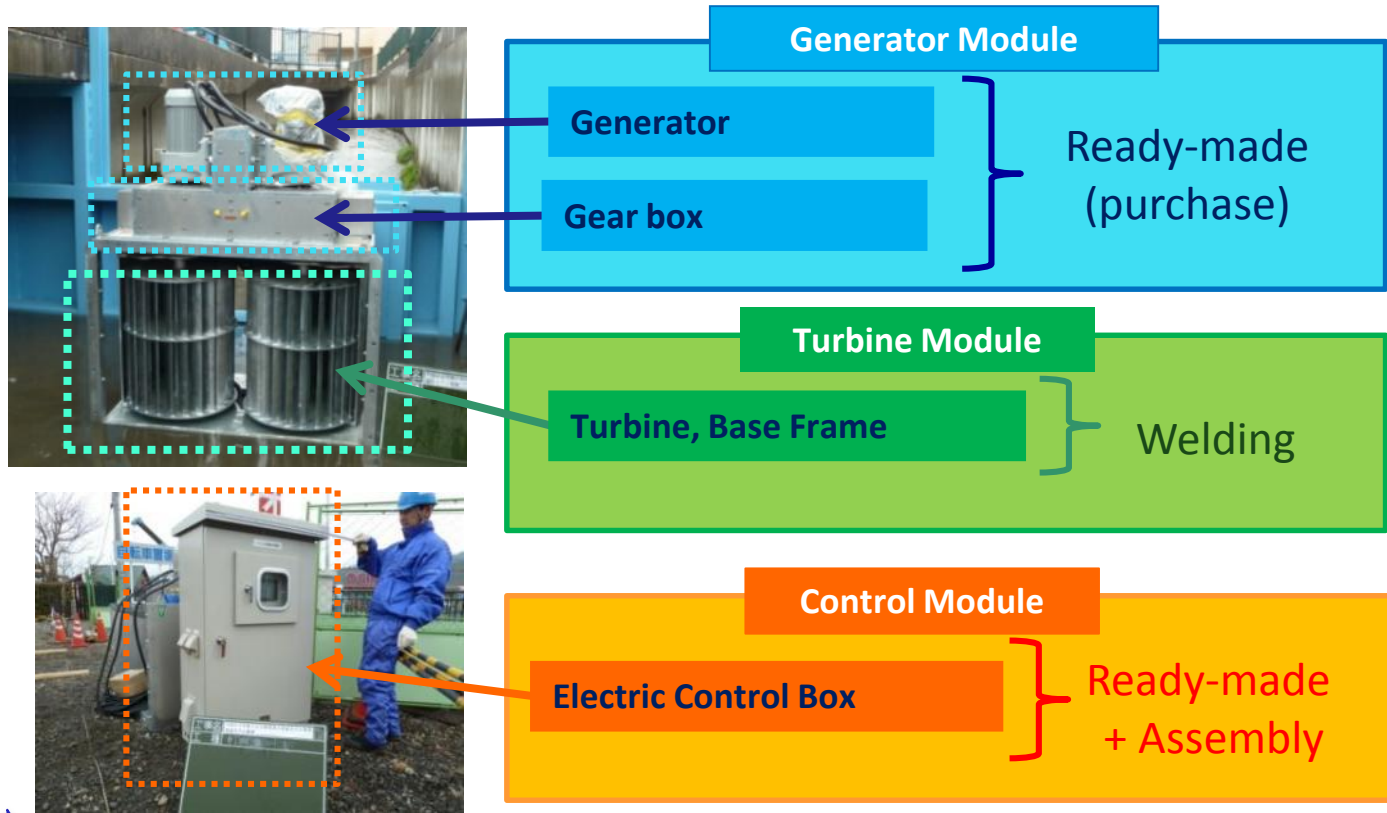 Generator Module
Generator
Gear box
Ready-made
(purchase)
Turbine Module
Turbine, Base Frame
Welding
Control Module
Electric Control Box
Ready-made
+ Assembly